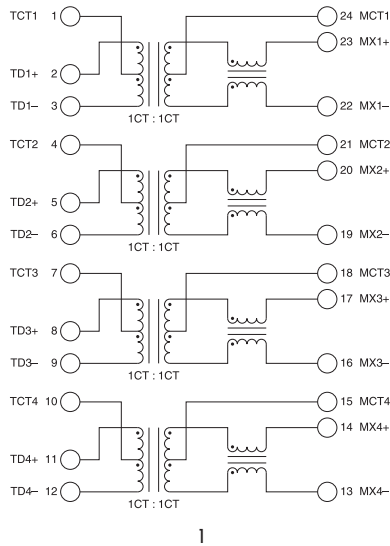 TCT1 1 24 MCT1
23 MX1+
TD1+ 2
TD1– 3 22 MX1–
1CT : 1CT
TCT2 4 21 MCT2
20 MX2+
TD2+ 5
TD2– 6 19 MX2–
1CT : 1CT
TCT3 7 18 MCT3
17 MX3+
TD3+ 8
TD3– 9 16 MX3–
1CT : 1CT
TCT4 10 15 MCT4
14 MX4+
TD4+ 11
TD4– 12 13 MX4–
1CT : 1CT
1